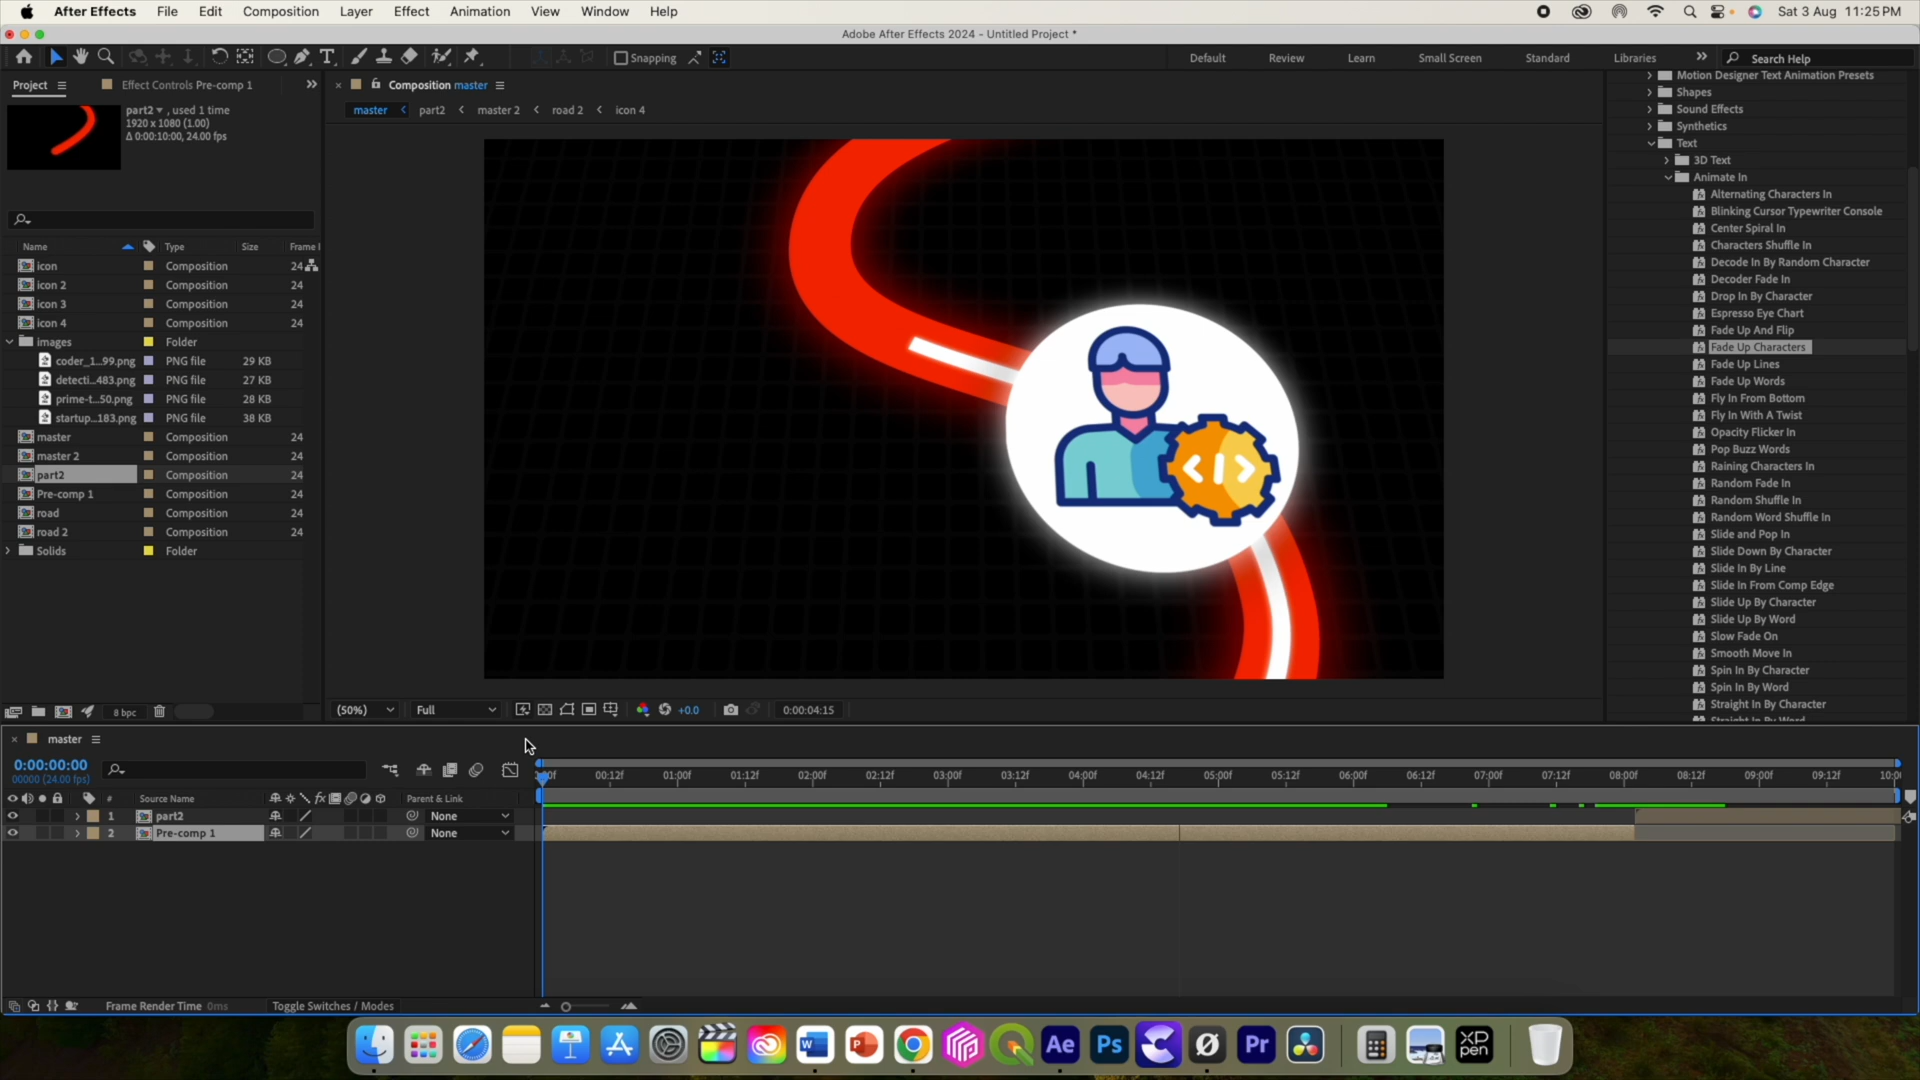 After Effects File Edit Composition Layer Effect Animation View Window Help Sat 3 Aug 11:25 PM
Adobe After Effects 2024 - Untitled Project *
Snapping Default Review Learn Small Screen Standard Libraries Search Help
Project Effect Controls Pre-comp 1
Composition master
part2 , used 1 time
1920 x 1080 (1.00)
Δ 0:00:10:00, 24.00 fps
master part2 master 2 road 2 icon 4
Name Type Size Frame
icon Composition 24
icon 2 Composition 24
icon 3 Composition 24
icon 4 Composition 24
images Folder
coder_1...99.png PNG file 29 KB
detecti...483.png PNG file 27 KB
prime-t...50.png PNG file 28 KB
startup...183.png PNG file 38 KB
master Composition 24
master 2 Composition 24
part2 Composition 24
Pre-comp 1 Composition 24
road Composition 24
road 2 Composition 24
Solids Folder
8 bpc
</>
Motion Designer Text Animation Presets
Shapes
Sound Effects
Synthetics
Text
3D Text
Animate In
Alternating Characters In
Blinking Cursor Typewriter Console
Center Spiral In
Characters Shuffle In
Decode In By Random Character
Decoder Fade In
Drop In By Character
Espresso Eye Chart
Fade Up And Flip
Fade Up Characters
Fade Up Lines
Fade Up Words
Fly In From Bottom
Fly In With A Twist
Opacity Flicker In
Pop Buzz Words
Raining Characters In
Random Fade In
Random Shuffle In
Random Word Shuffle In
Slide and Pop In
Slide Down By Character
Slide In By Line
Slide In From Comp Edge
Slide Up By Character
Slide Up By Word
Slow Fade On
Smooth Move In
Spin In By Character
Spin In By Word
Straight In By Character
Straight In By Word
(50%) Full +0.0 0:00:04:15
master
0:00:00:00
00000 (24.00 fps)
00:12f 01:00f 01:12f 02:00f 02:12f 03:00f 03:12f 04:00f 04:12f 05:00f 05:12f 06:00f 06:12f 07:00f 07:12f 08:00f 08:12f 09:00f 09:12f
# Source Name fx Parent & Link
1 part2 None
2 Pre-comp 1 None
Frame Render Time 0ms Toggle Switches / Modes
W P Ae Ps Pr XP pen